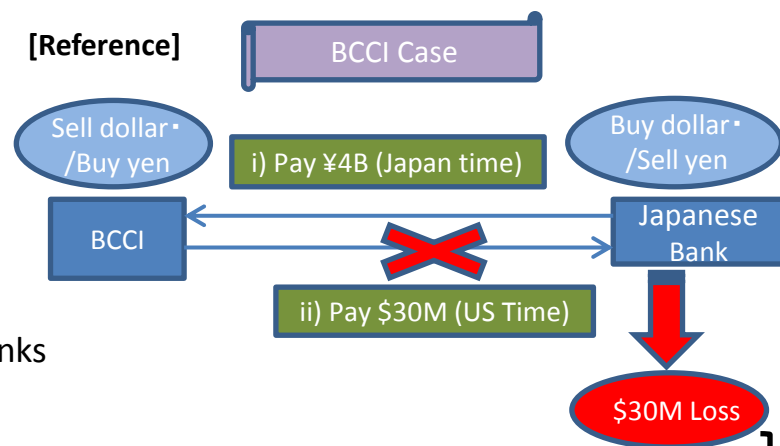 [Reference]
BCCI Case
Sell dollar・
/Buy yen
Buy dollar・
/Sell yen
i) Pay ¥4B (Japan time)
BCCI
Japanese
Bank
ii) Pay $30M (US Time)
nks
$30M Loss